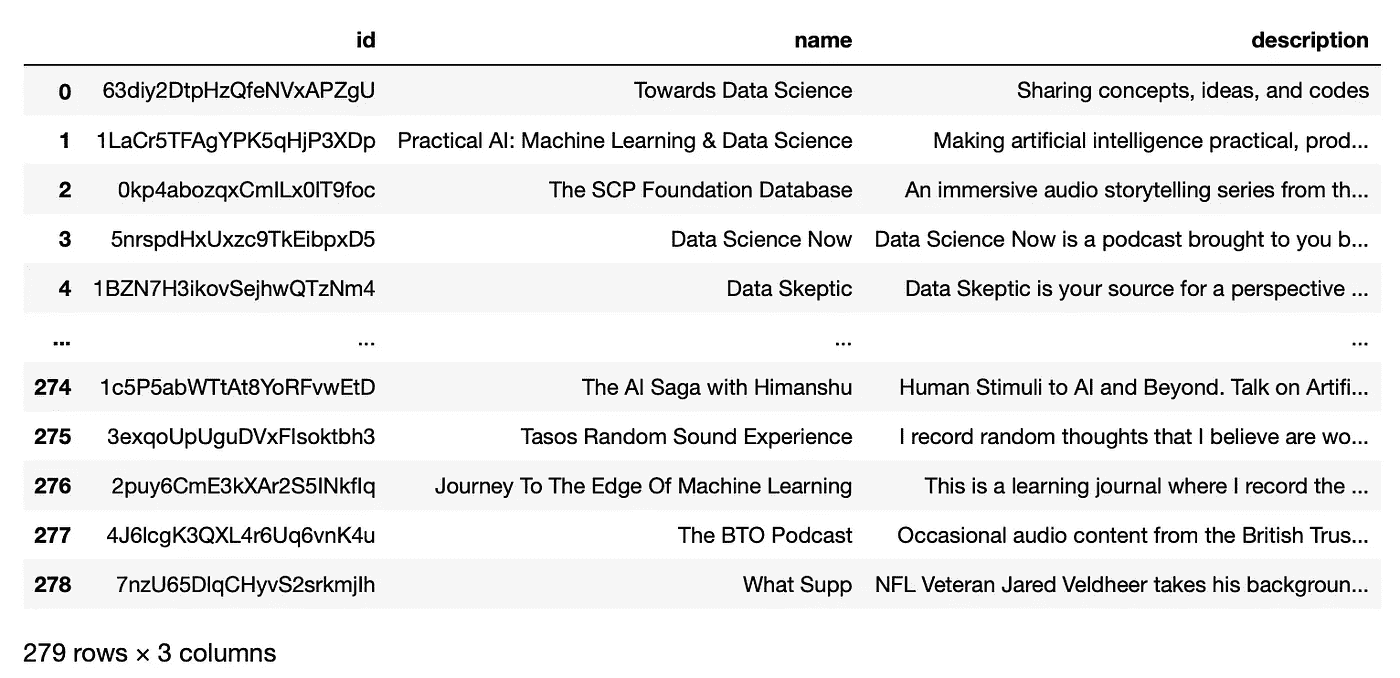 id name description
0 63diy2DtpHzQfeNVxAPZgU Towards Data Science Sharing concepts, ideas, and codes
1 1LaCr5TFAgYPK5qHjP3XDp Practical AI: Machine Learning & Data Science Making artificial intelligence practical, prod...
2 0kp4abozqxCmILx0lT9foc The SCP Foundation Database An immersive audio storytelling series from th...
3 5nrspdHxUxzc9TkEibpxD5 Data Science Now Data Science Now is a podcast brought to you b...
4 1BZN7H3ikovSejhwQTzNm4 Data Skeptic Data Skeptic is your source for a perspective ...
... ... ... ...
274 1c5P5abWTtAt8YoRFvwEtD The AI Saga with Himanshu Human Stimuli to AI and Beyond. Talk on Artifi...
275 3exqoUpUguDVxFIsoktbh3 Tasos Random Sound Experience I record random thoughts that I believe are wo...
276 2puy6CmE3kXAr2S5INkfIq Journey To The Edge Of Machine Learning This is a learning journal where I record the ...
277 4J6lcgK3QXL4r6Uq6vnK4u The BTO Podcast Occasional audio content from the British Trus...
278 7nzU65DlqCHyvS2srkmjIh What Supp NFL Veteran Jared Veldheer takes his backgroun...
279 rows × 3 columns